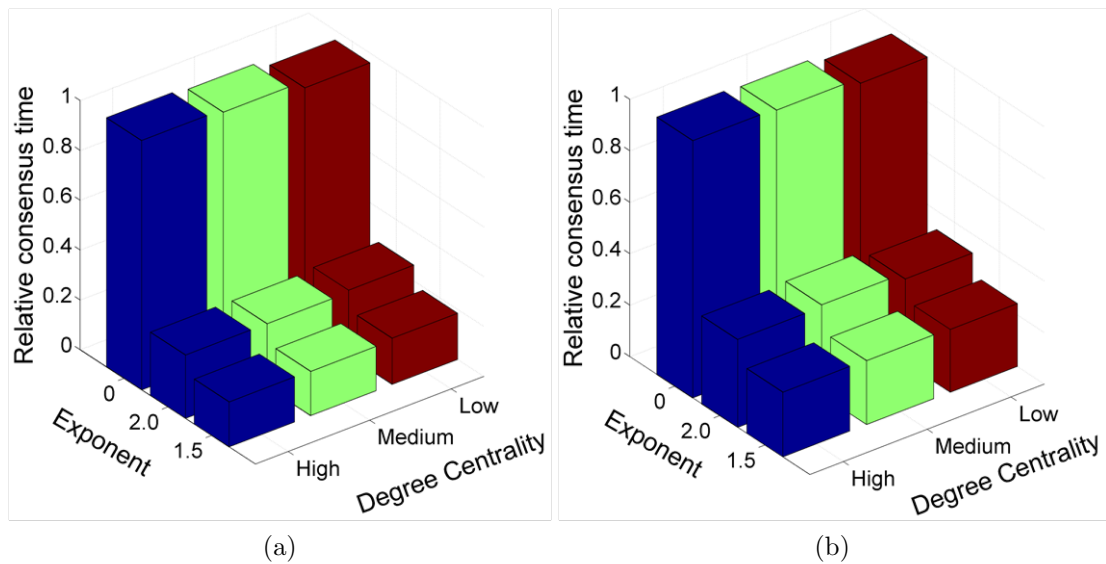 Relative consensus time
1
0.8
0.6
0.4
0.2
0
0
2.0
1.5
Exponent
High
Medium
Low
Degree Centrality
(a)
Relative consensus time
1
0.8
0.6
0.4
0.2
0
0
2.0
1.5
Exponent
High
Medium
Low
Degree Centrality
(b)